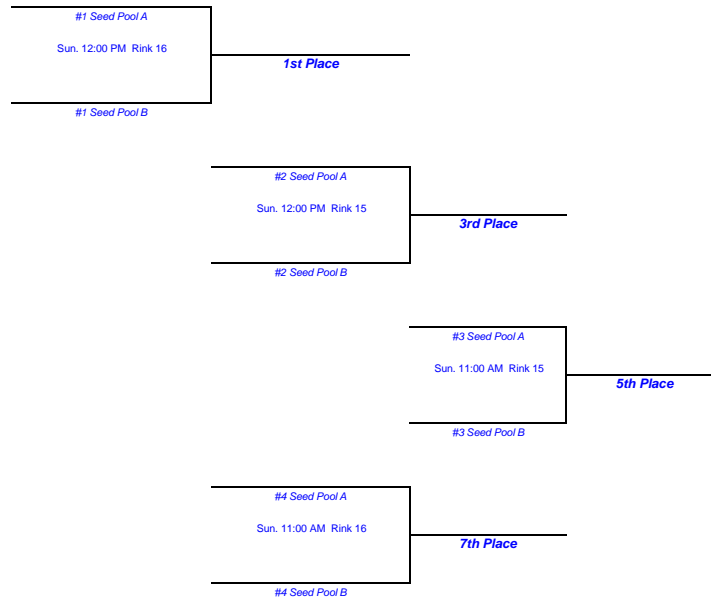 #1 Seed Pool A
Sun. 12:00 PM Rink 16
1st Place
#1 Seed Pool B
#2 Seed Pool A
Sun. 12:00 PM Rink 15
3rd Place
#2 Seed Pool B
#3 Seed Pool A
Sun. 11:00 AM Rink 15
5th Place
#3 Seed Pool B
#4 Seed Pool A
Sun. 11:00 AM Rink 16
7th Place
#4 Seed Pool B